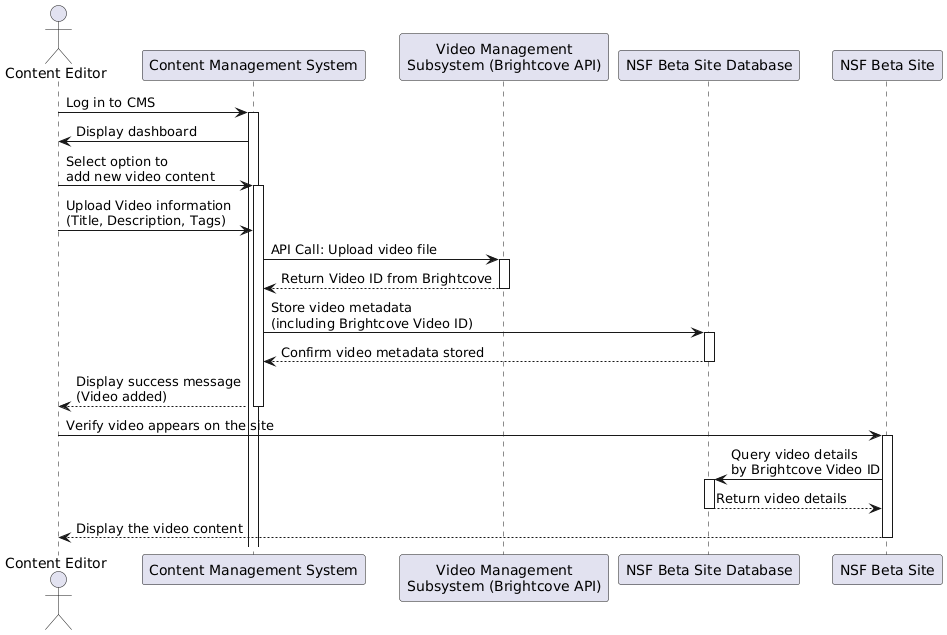 Content Editor
Content Management System
Video Management
Subsystem (Brightcove API)
NSF Beta Site Database
NSF Beta Site
Log in to CMS
Display dashboard
Select option to
add new video content
Upload Video information
(Title, Description, Tags)
API Call: Upload video file
Return Video ID from Brightcove
Store video metadata
(including Brightcove Video ID)
Confirm video metadata stored
Display success message
(Video added)
Verify video appears on the site
Query video details
by Brightcove Video ID
Return video details
Display the video content
Content Editor
Content Management System
Video Management
Subsystem (Brightcove API)
NSF Beta Site Database
NSF Beta Site